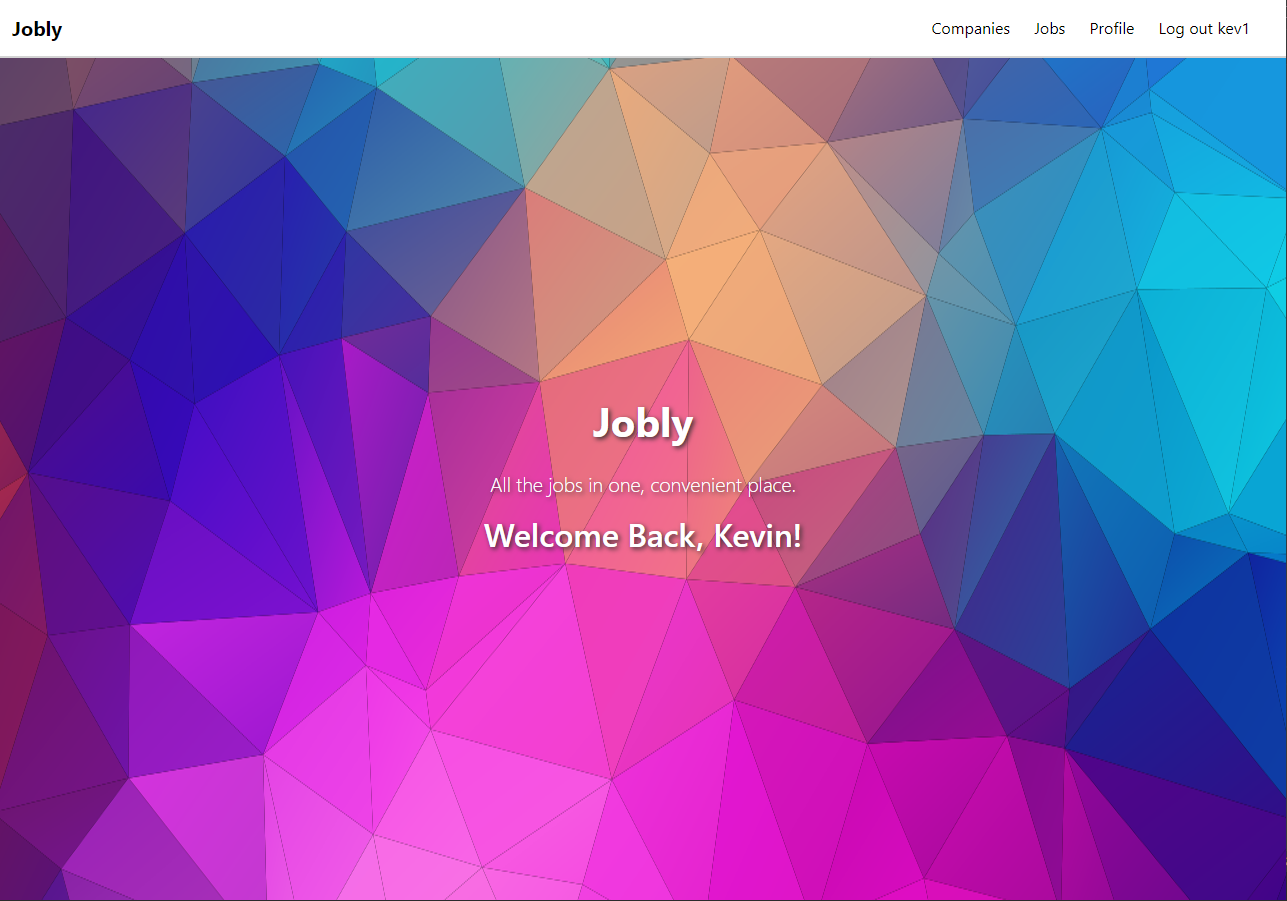 Jobly
Companies Jobs Profile Log out kev1
Jobly
All the jobs in one, convenient place.
Welcome Back, Kevin!